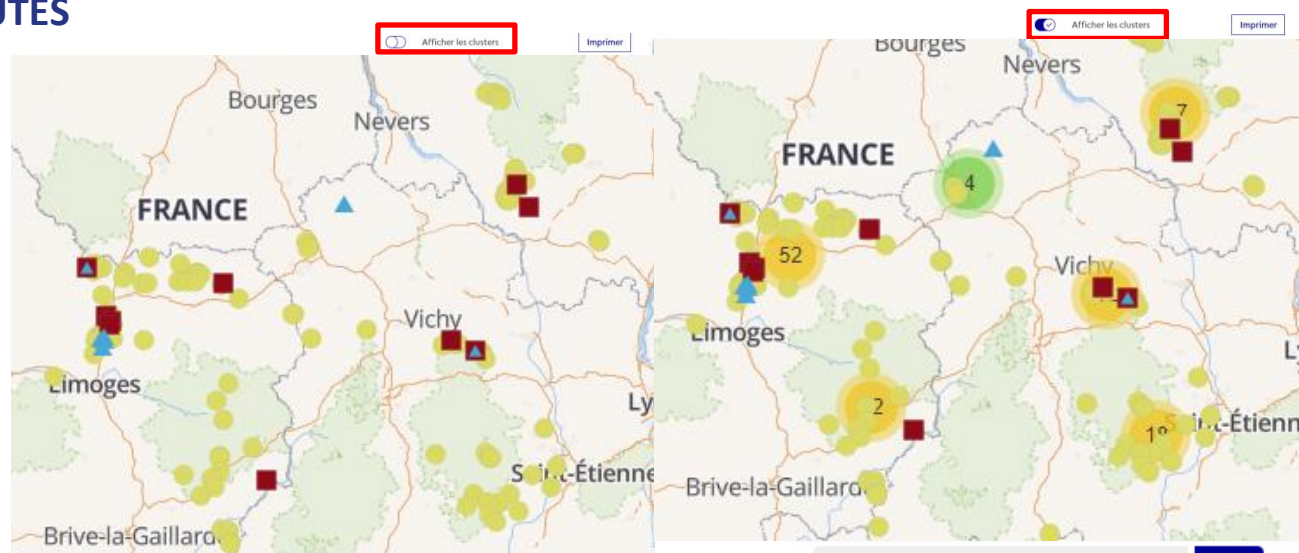 UTES
Afficher les clusters
Imprimer
Bourges
Nevers
FRANCE
Vichy
Limoges
Ly
Brive-la-Gaillard
Afficher les clusters
Imprimer
Bourges
Nevers
7
FRANCE
4
52
Vichy
Limoges
L
Brive-la-Gaillard